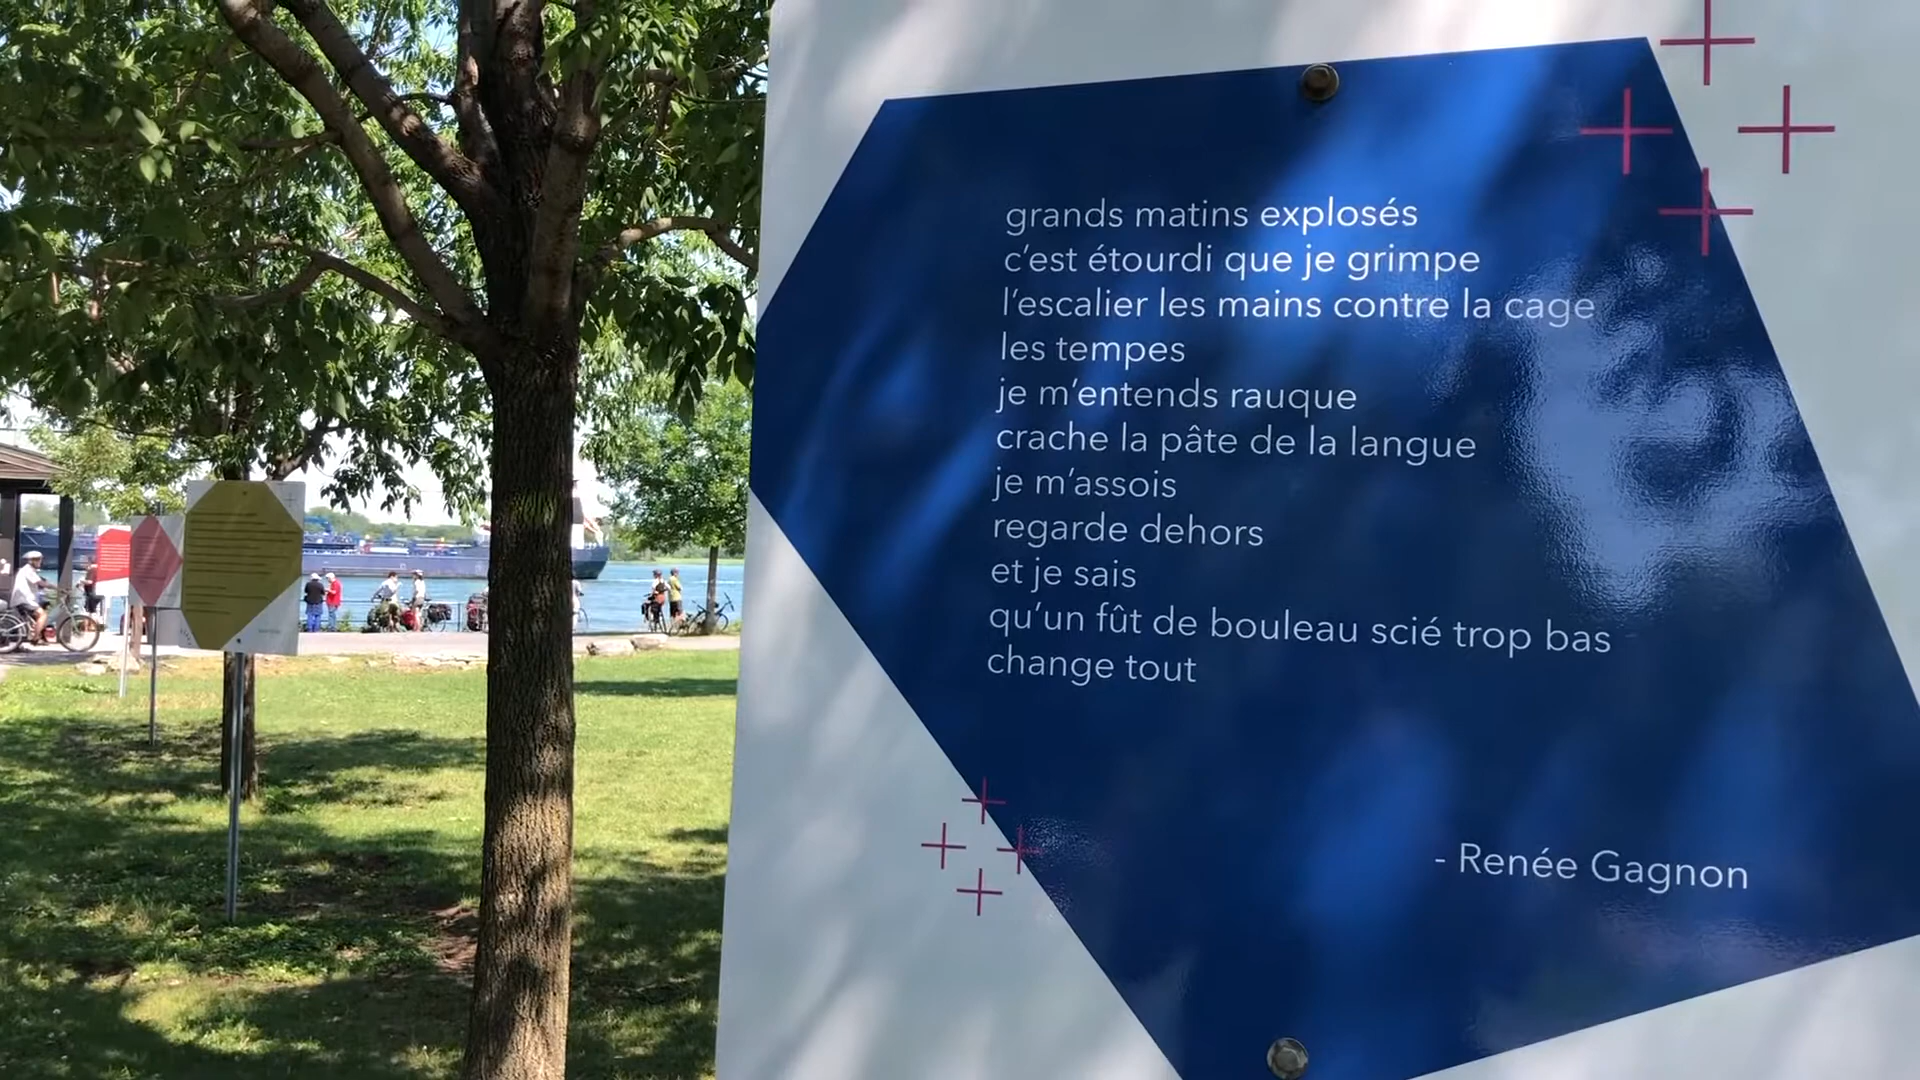 grands matins explosés
c'est étourdi que je grimpe
l'escalier les mains contre la cage
les tempes
je m'entends rauque
crache la pâte de la langue
je m'assois
regarde dehors
et je sais
qu'un fût de bouleau scié trop bas
change tout
- Renée Gagnon